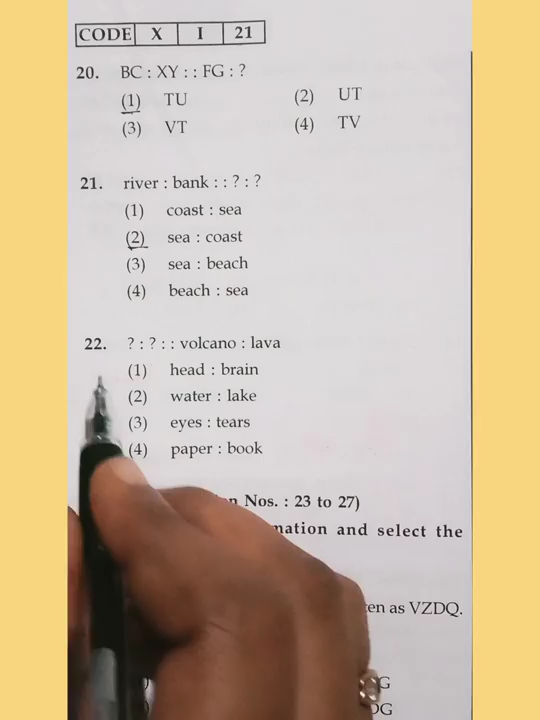 CODE X I 21
20. BC : XY : : FG : ?
(1) TU (2) UT
(3) VT (4) TV
21. river : bank : : ? : ?
(1) coast : sea
(2) sea : coast
(3) sea : beach
(4) beach : sea
22. ? : ? : : volcano : lava
(1) head : brain
(2) water : lake
(3) eyes : tears
(4) paper : book
Nos. : 23 to 27)
and select the
as VZDQ.